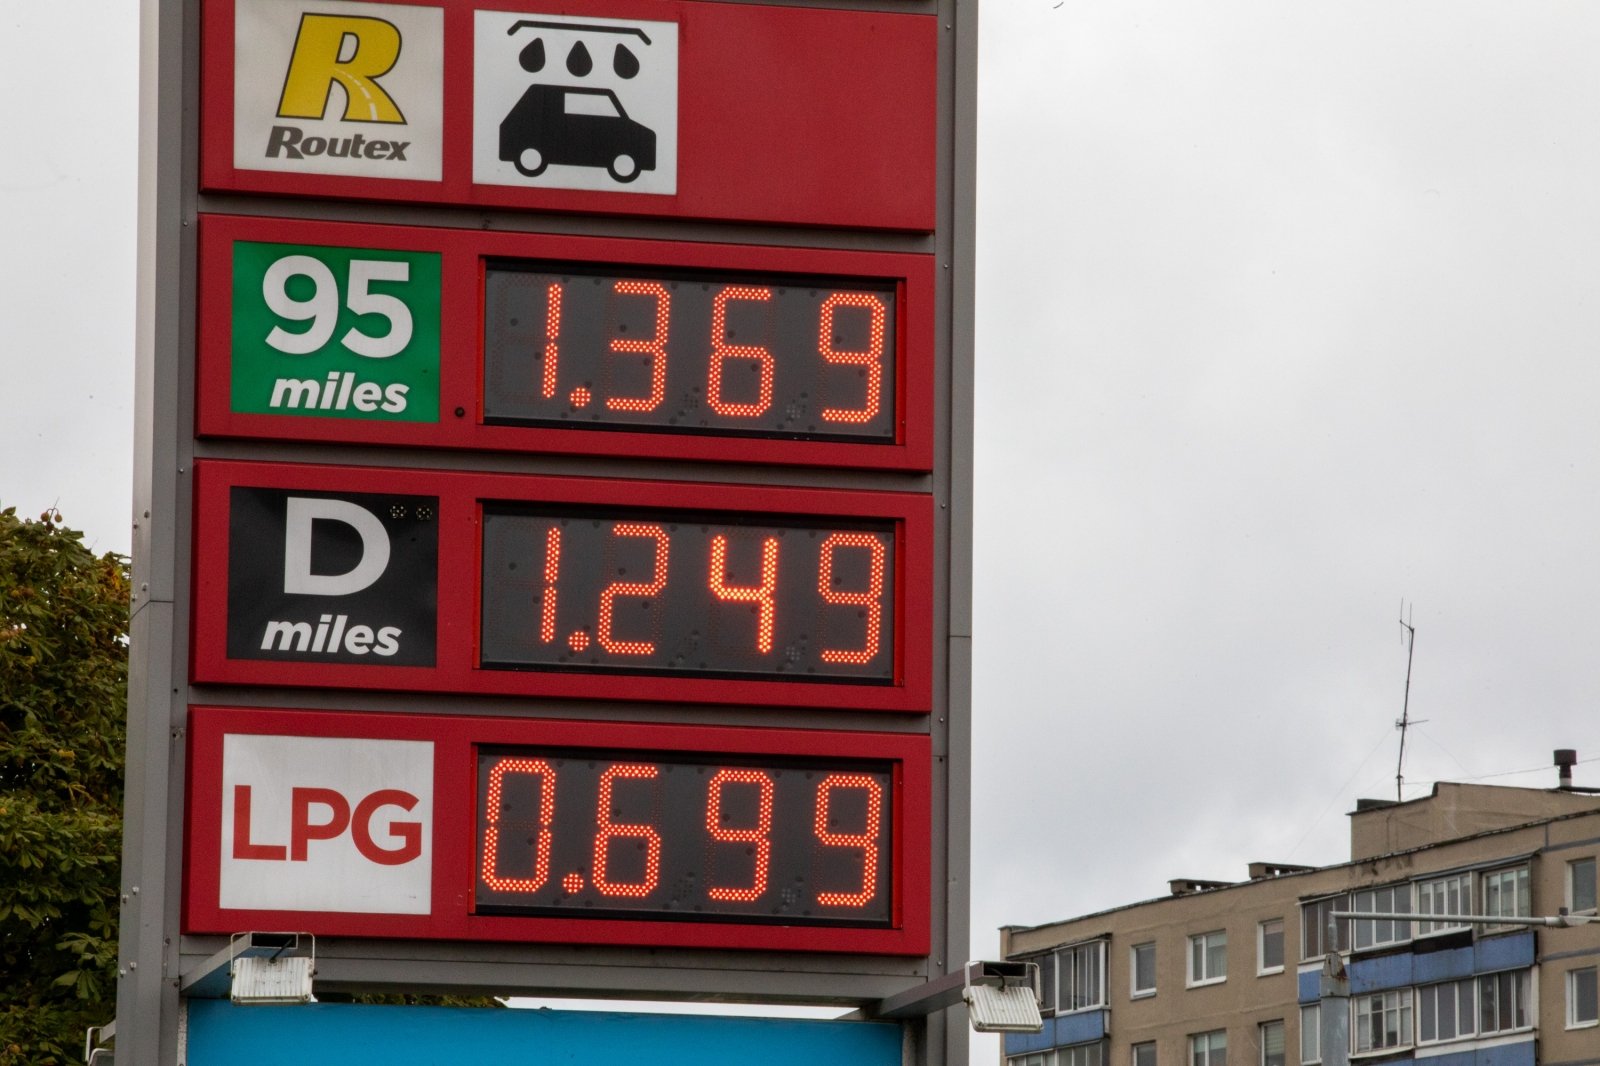 R
Routex
95
miles
1.369
D
miles
1.249
LPG
0.699